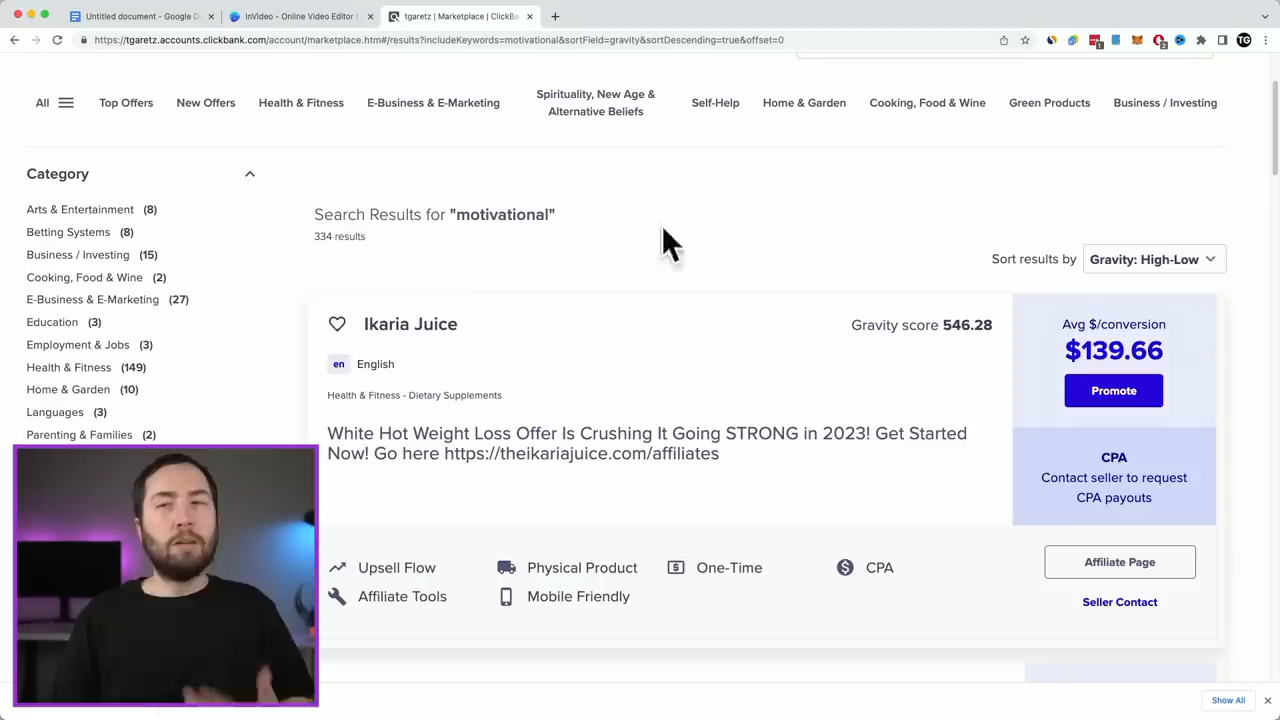 Untitled document - Google D
InVideo - Online Video Editor
tgaretz | Marketplace | ClickBa
https://tgaretz.accounts.clickbank.com/account/marketplace.htm#/results?includeKeywords=motivational&sortField=gravity&sortDescending=true&offset=0
TG
All
Top Offers
New Offers
Health & Fitness
E-Business & E-Marketing
Spirituality, New Age &
Alternative Beliefs
Self-Help
Home & Garden
Cooking, Food & Wine
Green Products
Business / Investing
Category
Arts & Entertainment (8)
Betting Systems (8)
Business / Investing (15)
Cooking, Food & Wine (2)
E-Business & E-Marketing (27)
Education (3)
Employment & Jobs (3)
Health & Fitness (149)
Home & Garden (10)
Languages (3)
Parenting & Families (2)
Search Results for "motivational"
334 results
Sort results by
Gravity: High-Low
Ikaria Juice
Gravity score 546.28
en English
Health & Fitness - Dietary Supplements
White Hot Weight Loss Offer Is Crushing It Going STRONG in 2023! Get Started
Now! Go here https://theikariajuice.com/affiliates
Avg $/conversion
$139.66
Promote
CPA
Contact seller to request
CPA payouts
Upsell Flow
Physical Product
One-Time
CPA
Affiliate Tools
Mobile Friendly
Affiliate Page
Seller Contact
Show All